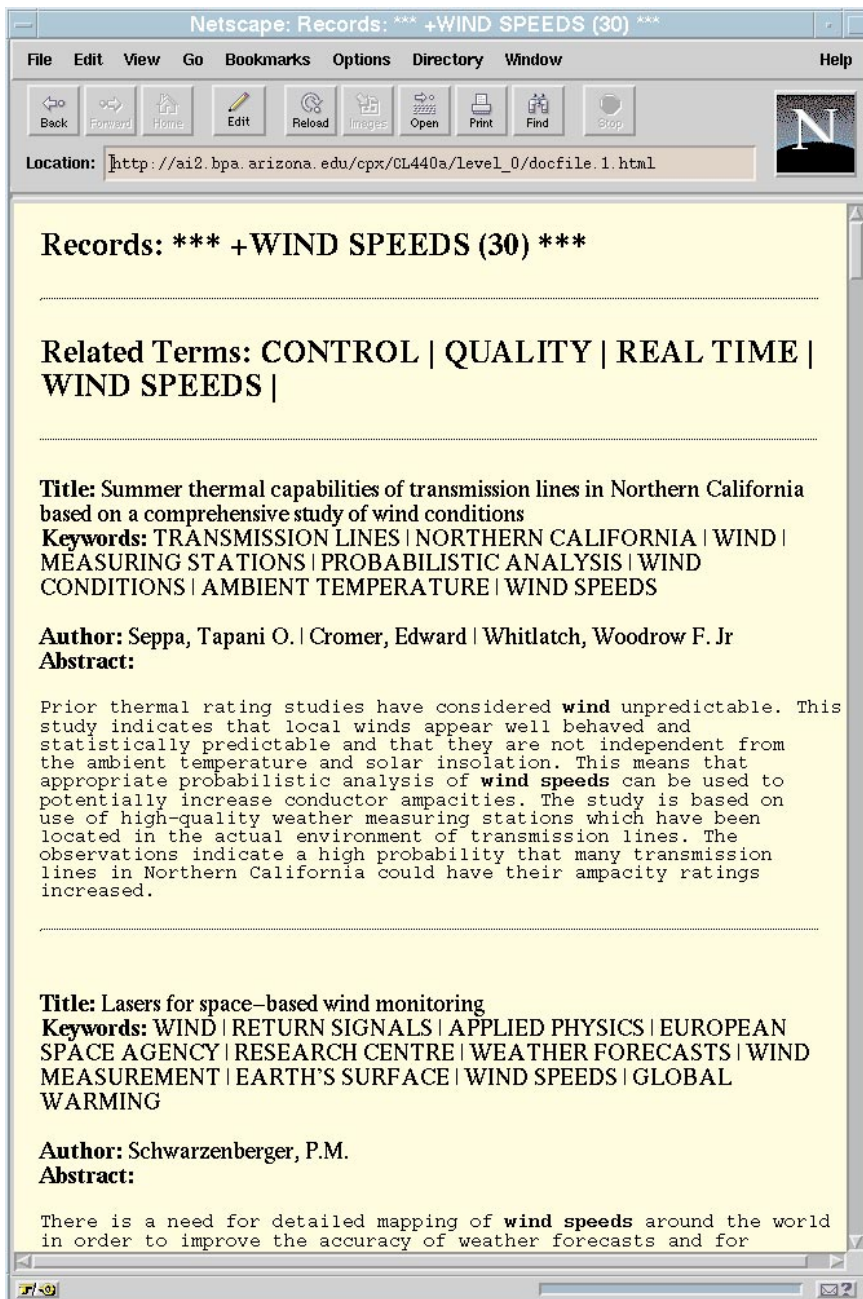 Netscape: Records: *** +WIND SPEEDS (30) ***
File Edit View Go Bookmarks Options Directory Window Help
Back Forward Home Edit Reload Images Open Print Find Stop
N
Location: http://ai2.bpa.arizona.edu/cpx/CL440a/level_0/docfile.1.html
Records: *** +WIND SPEEDS (30) ***
Related Terms: CONTROL | QUALITY | REAL TIME |
WIND SPEEDS |
Title: Summer thermal capabilities of transmission lines in Northern California
based on a comprehensive study of wind conditions
Keywords: TRANSMISSION LINES | NORTHERN CALIFORNIA | WIND |
MEASURING STATIONS | PROBABILISTIC ANALYSIS | WIND
CONDITIONS | AMBIENT TEMPERATURE | WIND SPEEDS
Author: Seppa, Tapani O. | Cromer, Edward | Whitlatch, Woodrow F. Jr
Abstract:
Prior thermal rating studies have considered wind unpredictable. This
study indicates that local winds appear well behaved and
statistically predictable and that they are not independent from
the ambient temperature and solar insolation. This means that
appropriate probabilistic analysis of wind speeds can be used to
potentially increase conductor ampacities. The study is based on
use of high-quality weather measuring stations which have been
located in the actual environment of transmission lines. The
observations indicate a high probability that many transmission
lines in Northern California could have their ampacity ratings
increased.
Title: Lasers for space-based wind monitoring
Keywords: WIND | RETURN SIGNALS | APPLIED PHYSICS | EUROPEAN
SPACE AGENCY | RESEARCH CENTRE | WEATHER FORECASTS | WIND
MEASUREMENT | EARTH'S SURFACE | WIND SPEEDS | GLOBAL
WARMING
Author: Schwarzenberger, P.M.
Abstract:
There is a need for detailed mapping of wind speeds around the world
in order to improve the accuracy of weather forecasts and for